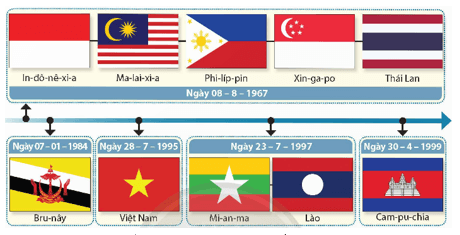 In-đô-nê-xi-a Ma-lai-xi-a Phi-líp-pin Xin-ga-po Thái Lan
Ngày 08 – 8 – 1967
Ngày 07 – 01 – 1984 Ngày 28 – 7 – 1995 Ngày 23 – 7 – 1997 Ngày 30 – 4 – 1999
Bru-nây Việt Nam Mi-an-ma Lào Cam-pu-chia